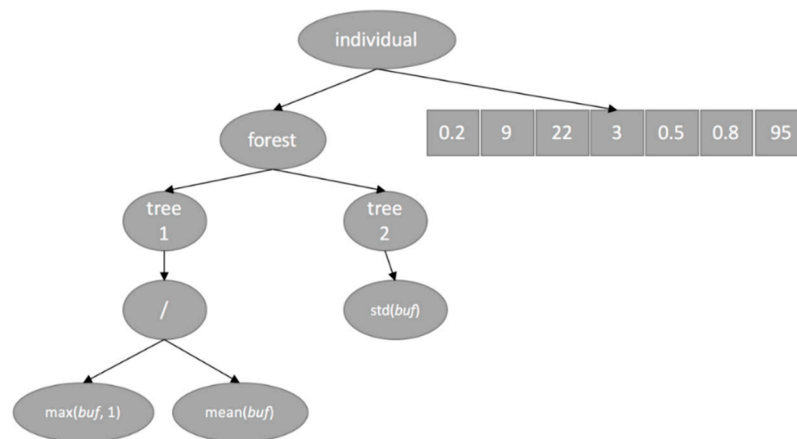 individual
forest
0.2 9 22 3 0.5 0.8 95
tree
1
tree
2
/
std(buf)
max(buf, 1)
mean(buf)